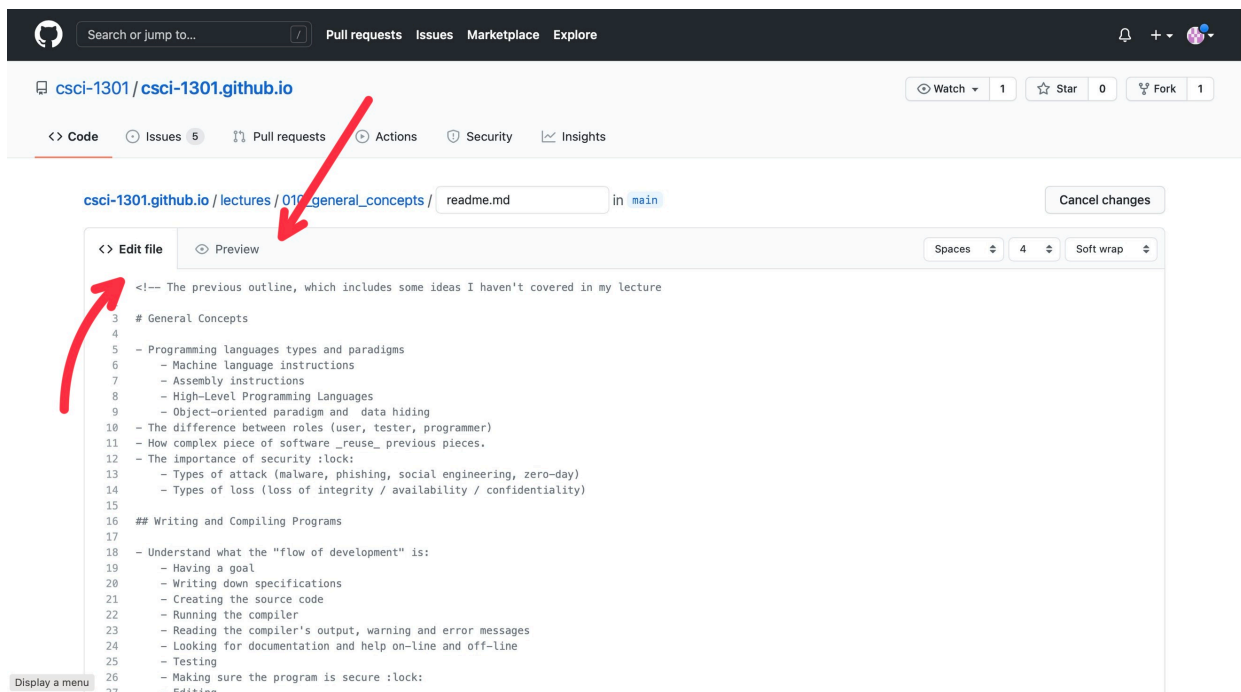 Search or jump to... / Pull requests Issues Marketplace Explore
csci-1301 / csci-1301.github.io Watch 1 Star 0 Fork 1
<> Code Issues 5 Pull requests Actions Security Insights
csci-1301.github.io / lectures / 010_general_concepts / readme.md in main Cancel changes
<> Edit file Preview Spaces 4 Soft wrap
<!-- The previous outline, which includes some ideas I haven't covered in my lecture
3 # General Concepts
4
5 - Programming languages types and paradigms
6 - Machine language instructions
7 - Assembly instructions
8 - High-Level Programming Languages
9 - Object-oriented paradigm and  data hiding
10 - The difference between roles (user, tester, programmer)
11 - How complex piece of software _reuse_ previous pieces.
12 - The importance of security :lock:
13 - Types of attack (malware, phishing, social engineering, zero-day)
14 - Types of loss (loss of integrity / availability / confidentiality)
15
16 ## Writing and Compiling Programs
17
18 - Understand what the "flow of development" is:
19 - Having a goal
20 - Writing down specifications
21 - Creating the source code
22 - Running the compiler
23 - Reading the compiler's output, warning and error messages
24 - Looking for documentation and help on-line and off-line
25 - Testing
26 - Making sure the program is secure :lock:
Display a menu
27 - Editing